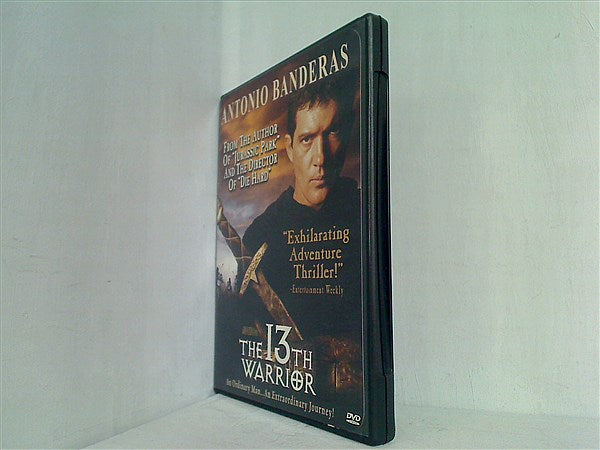 ANTONIO BANDERAS
FROM THE AUTHOR
OF "JURASSIC PARK"
AND THE DIRECTOR
OF "DIE HARD"
"Exhilarating
Adventure
Thriller!"
-Entertainment Weekly
THE 13TH
WARRIOR
An Ordinary Man...An Extraordinary Journey!
DVD